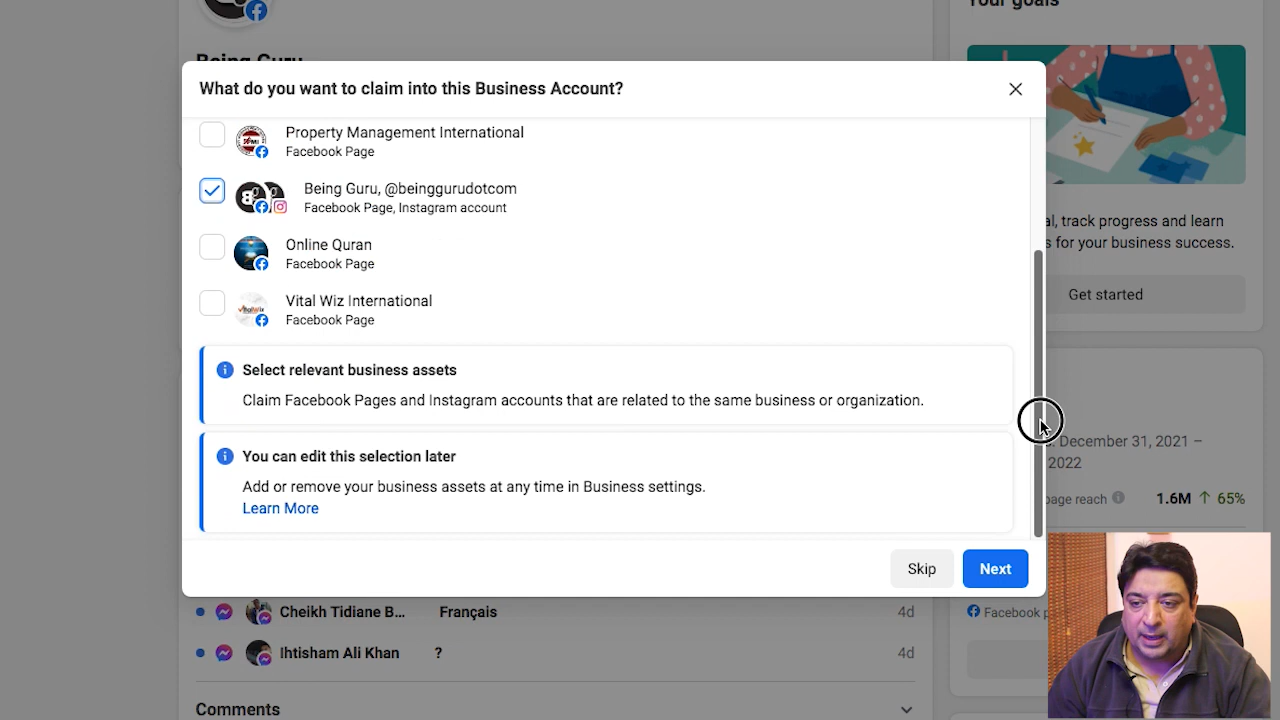 Your goals
Being Guru
What do you want to claim into this Business Account?
Property Management International
Facebook Page
Being Guru, @beinggurudotcom
Facebook Page, Instagram account
Online Quran
Facebook Page
Vital Wiz International
Facebook Page
Select relevant business assets
Claim Facebook Pages and Instagram accounts that are related to the same business or organization.
You can edit this selection later
Add or remove your business assets at any time in Business settings.
Learn More
Skip
Next
al, track progress and learn
s for your business success.
Get started
December 31, 2021 –
2022
page reach
1.6M ↑ 65%
Facebook p
Cheikh Tidiane B...
Français
4d
Ihtisham Ali Khan
?
4d
Comments